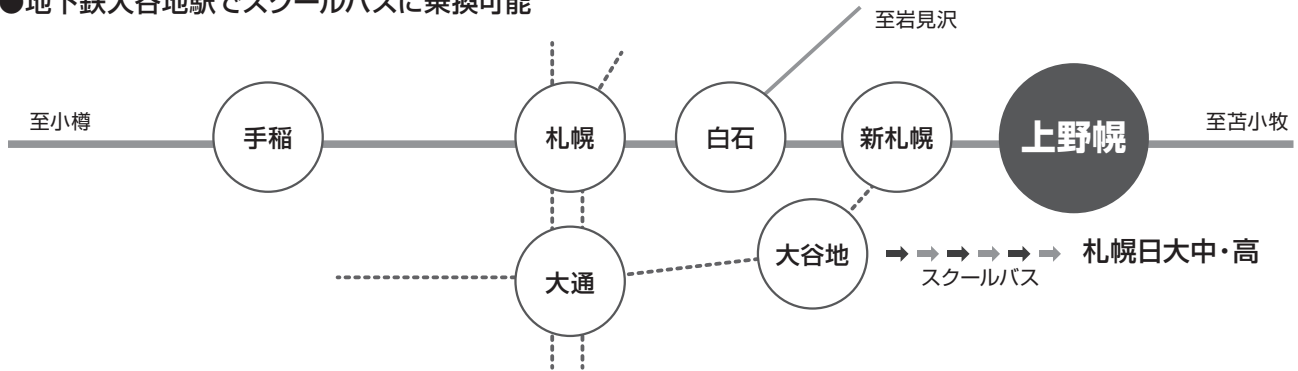 ●地下鉄大谷地駅でスクールバスに乗換可能
至岩見沢
至小樽
手稲
札幌
白石
新札幌
上野幌
至苫小牧
大通
大谷地
スクールバス
札幌日大中・高